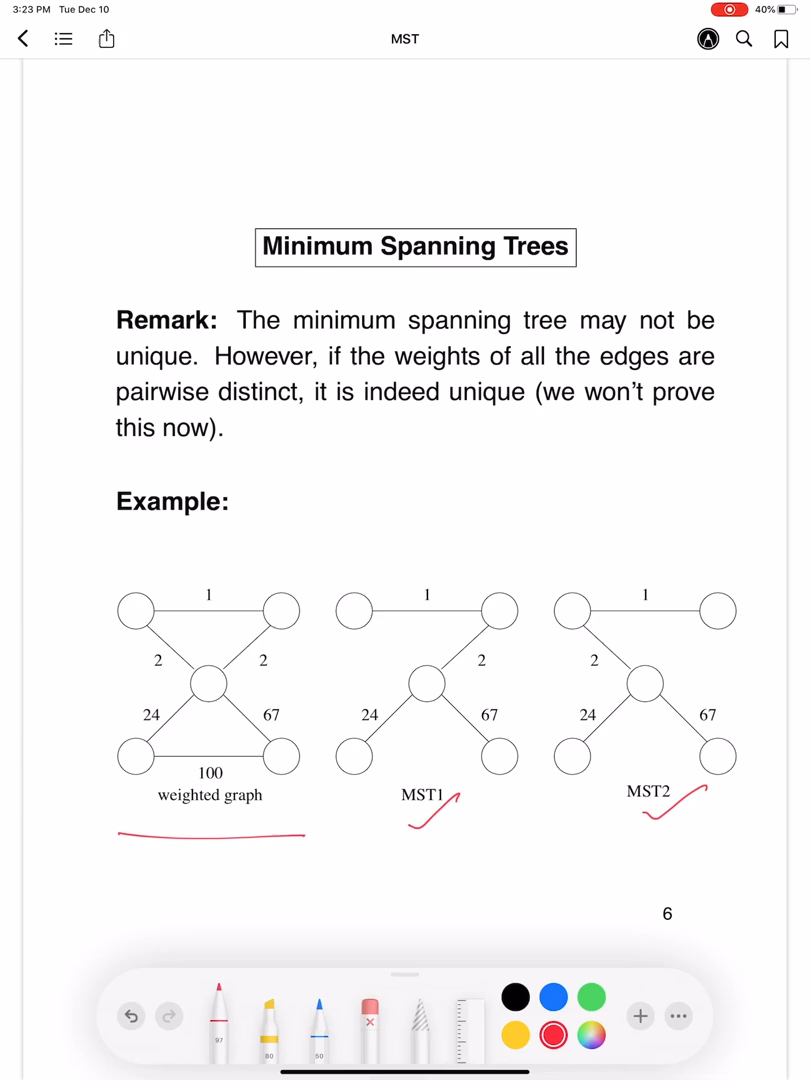 3:23 PM Tue Dec 10
40%
MST
Minimum Spanning Trees
Remark: The minimum spanning tree may not be
unique. However, if the weights of all the edges are
pairwise distinct, it is indeed unique (we won't prove
this now).
Example:
1 1 1
2 2 2 2
24 67 24 67 24 67
100
weighted graph MST1 MST2
6
97 80 50